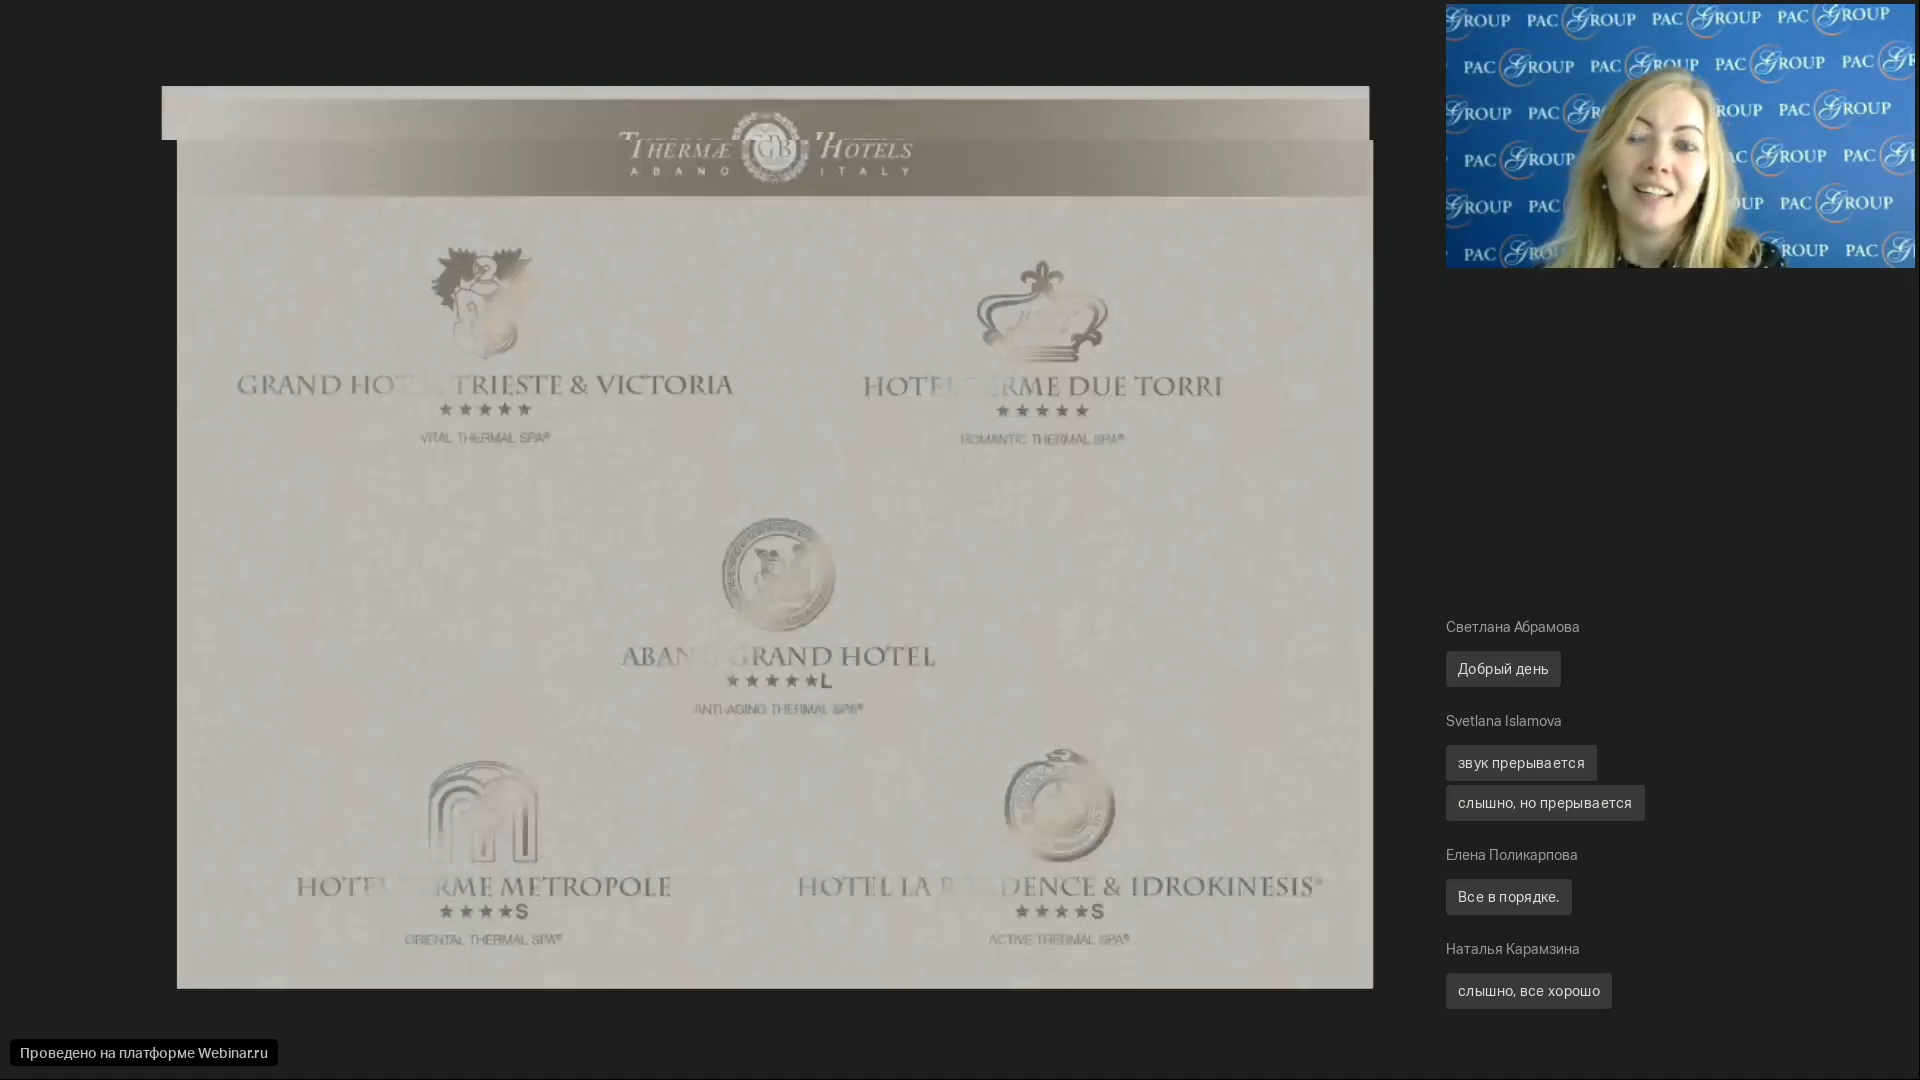 THERMÆ GB HOTELS
ABANO ITALY
GRAND HOTEL TRIESTE & VICTORIA
★★★★★
VITAL THERMAL SPA®
HOTEL TERME DUE TORRI
★★★★★
ROMANTIC THERMAL SPA®
ABANO GRAND HOTEL
★★★★★L
ANTI-AGING THERMAL SPA®
HOTEL TERME METROPOLE
★★★★S
ORIENTAL THERMAL SPA®
HOTEL LA RESIDENCE & IDROKINESIS®
★★★★S
ACTIVE THERMAL SPA®
PAC GROUP
Светлана Абрамова
Добрый день
Svetlana Islamova
звук прерывается
слышно, но прерывается
Елена Поликарпова
Все в порядке.
Наталья Карамзина
слышно, все хорошо
Проведено на платформе Webinar.ru